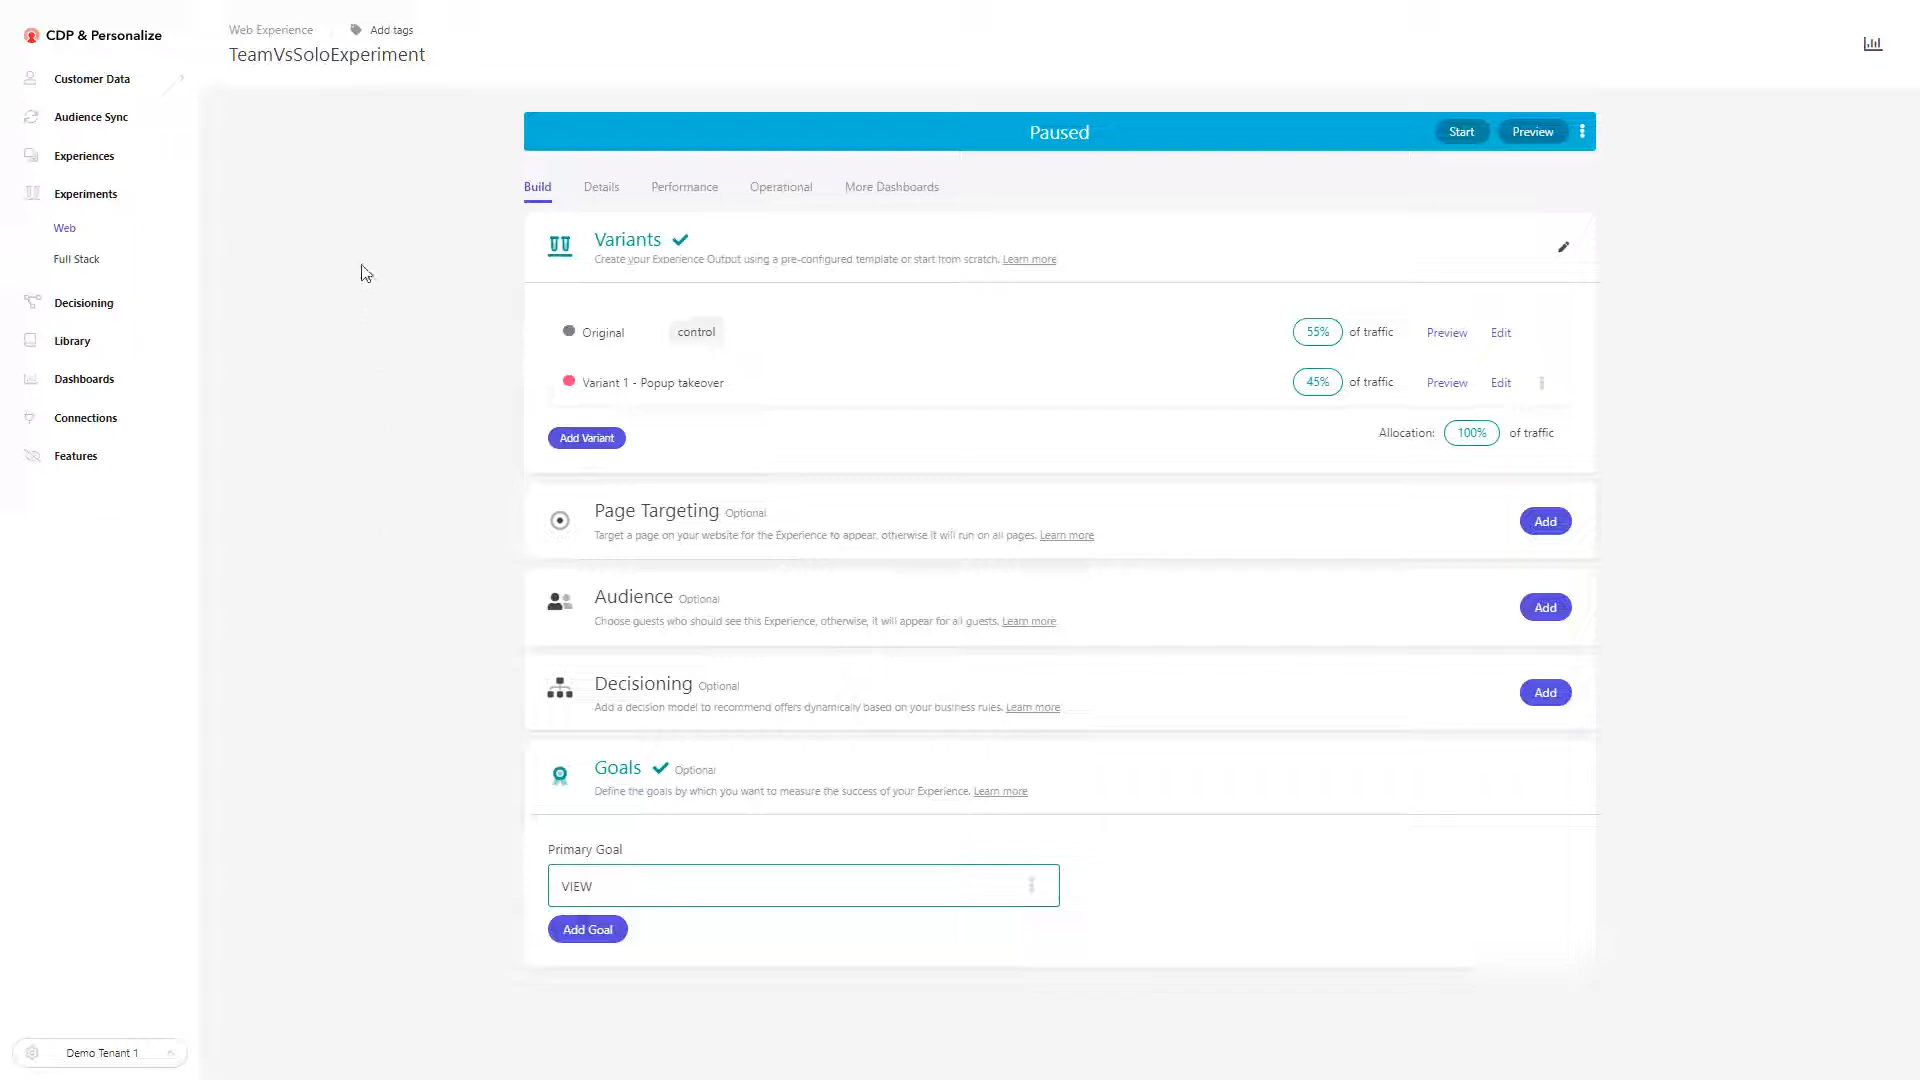 CDP & Personalize
Customer Data
Audience Sync
Experiences
Experiments
Web
Full Stack
Decisioning
Library
Dashboards
Connections
Features
Demo Tenant 1
Web Experience
Add tags
TeamVsSoloExperiment
Paused
Start
Preview
Build
Details
Performance
Operational
More Dashboards
Variants
Create your Experience Output using a pre-configured template or start from scratch. Learn more
Original control 55% of traffic Preview Edit
Variant 1 - Popup takeover 45% of traffic Preview Edit
Add Variant
Allocation: 100% of traffic
Page Targeting Optional
Target a page on your website for the Experience to appear, otherwise it will run on all pages. Learn more
Add
Audience Optional
Choose guests who should see this Experience, otherwise, it will appear for all guests. Learn more
Add
Decisioning Optional
Add a decision model to recommend offers dynamically based on your business rules. Learn more
Add
Goals Optional
Define the goals by which you want to measure the success of your Experience. Learn more
Primary Goal
VIEW
Add Goal